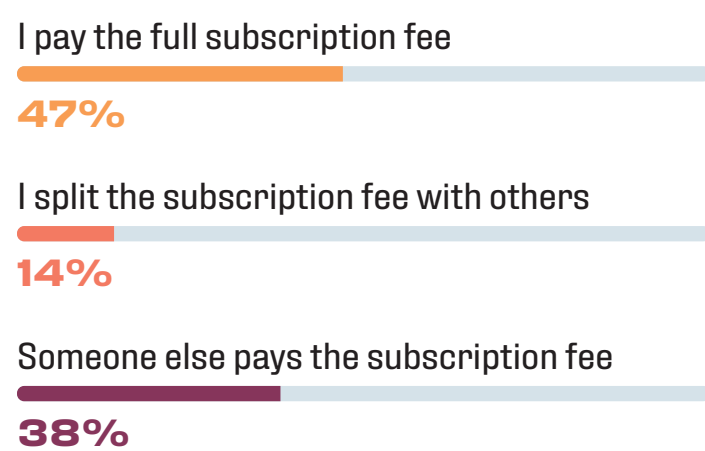 I pay the full subscription fee
47%
I split the subscription fee with others
14%
Someone else pays the subscription fee
38%